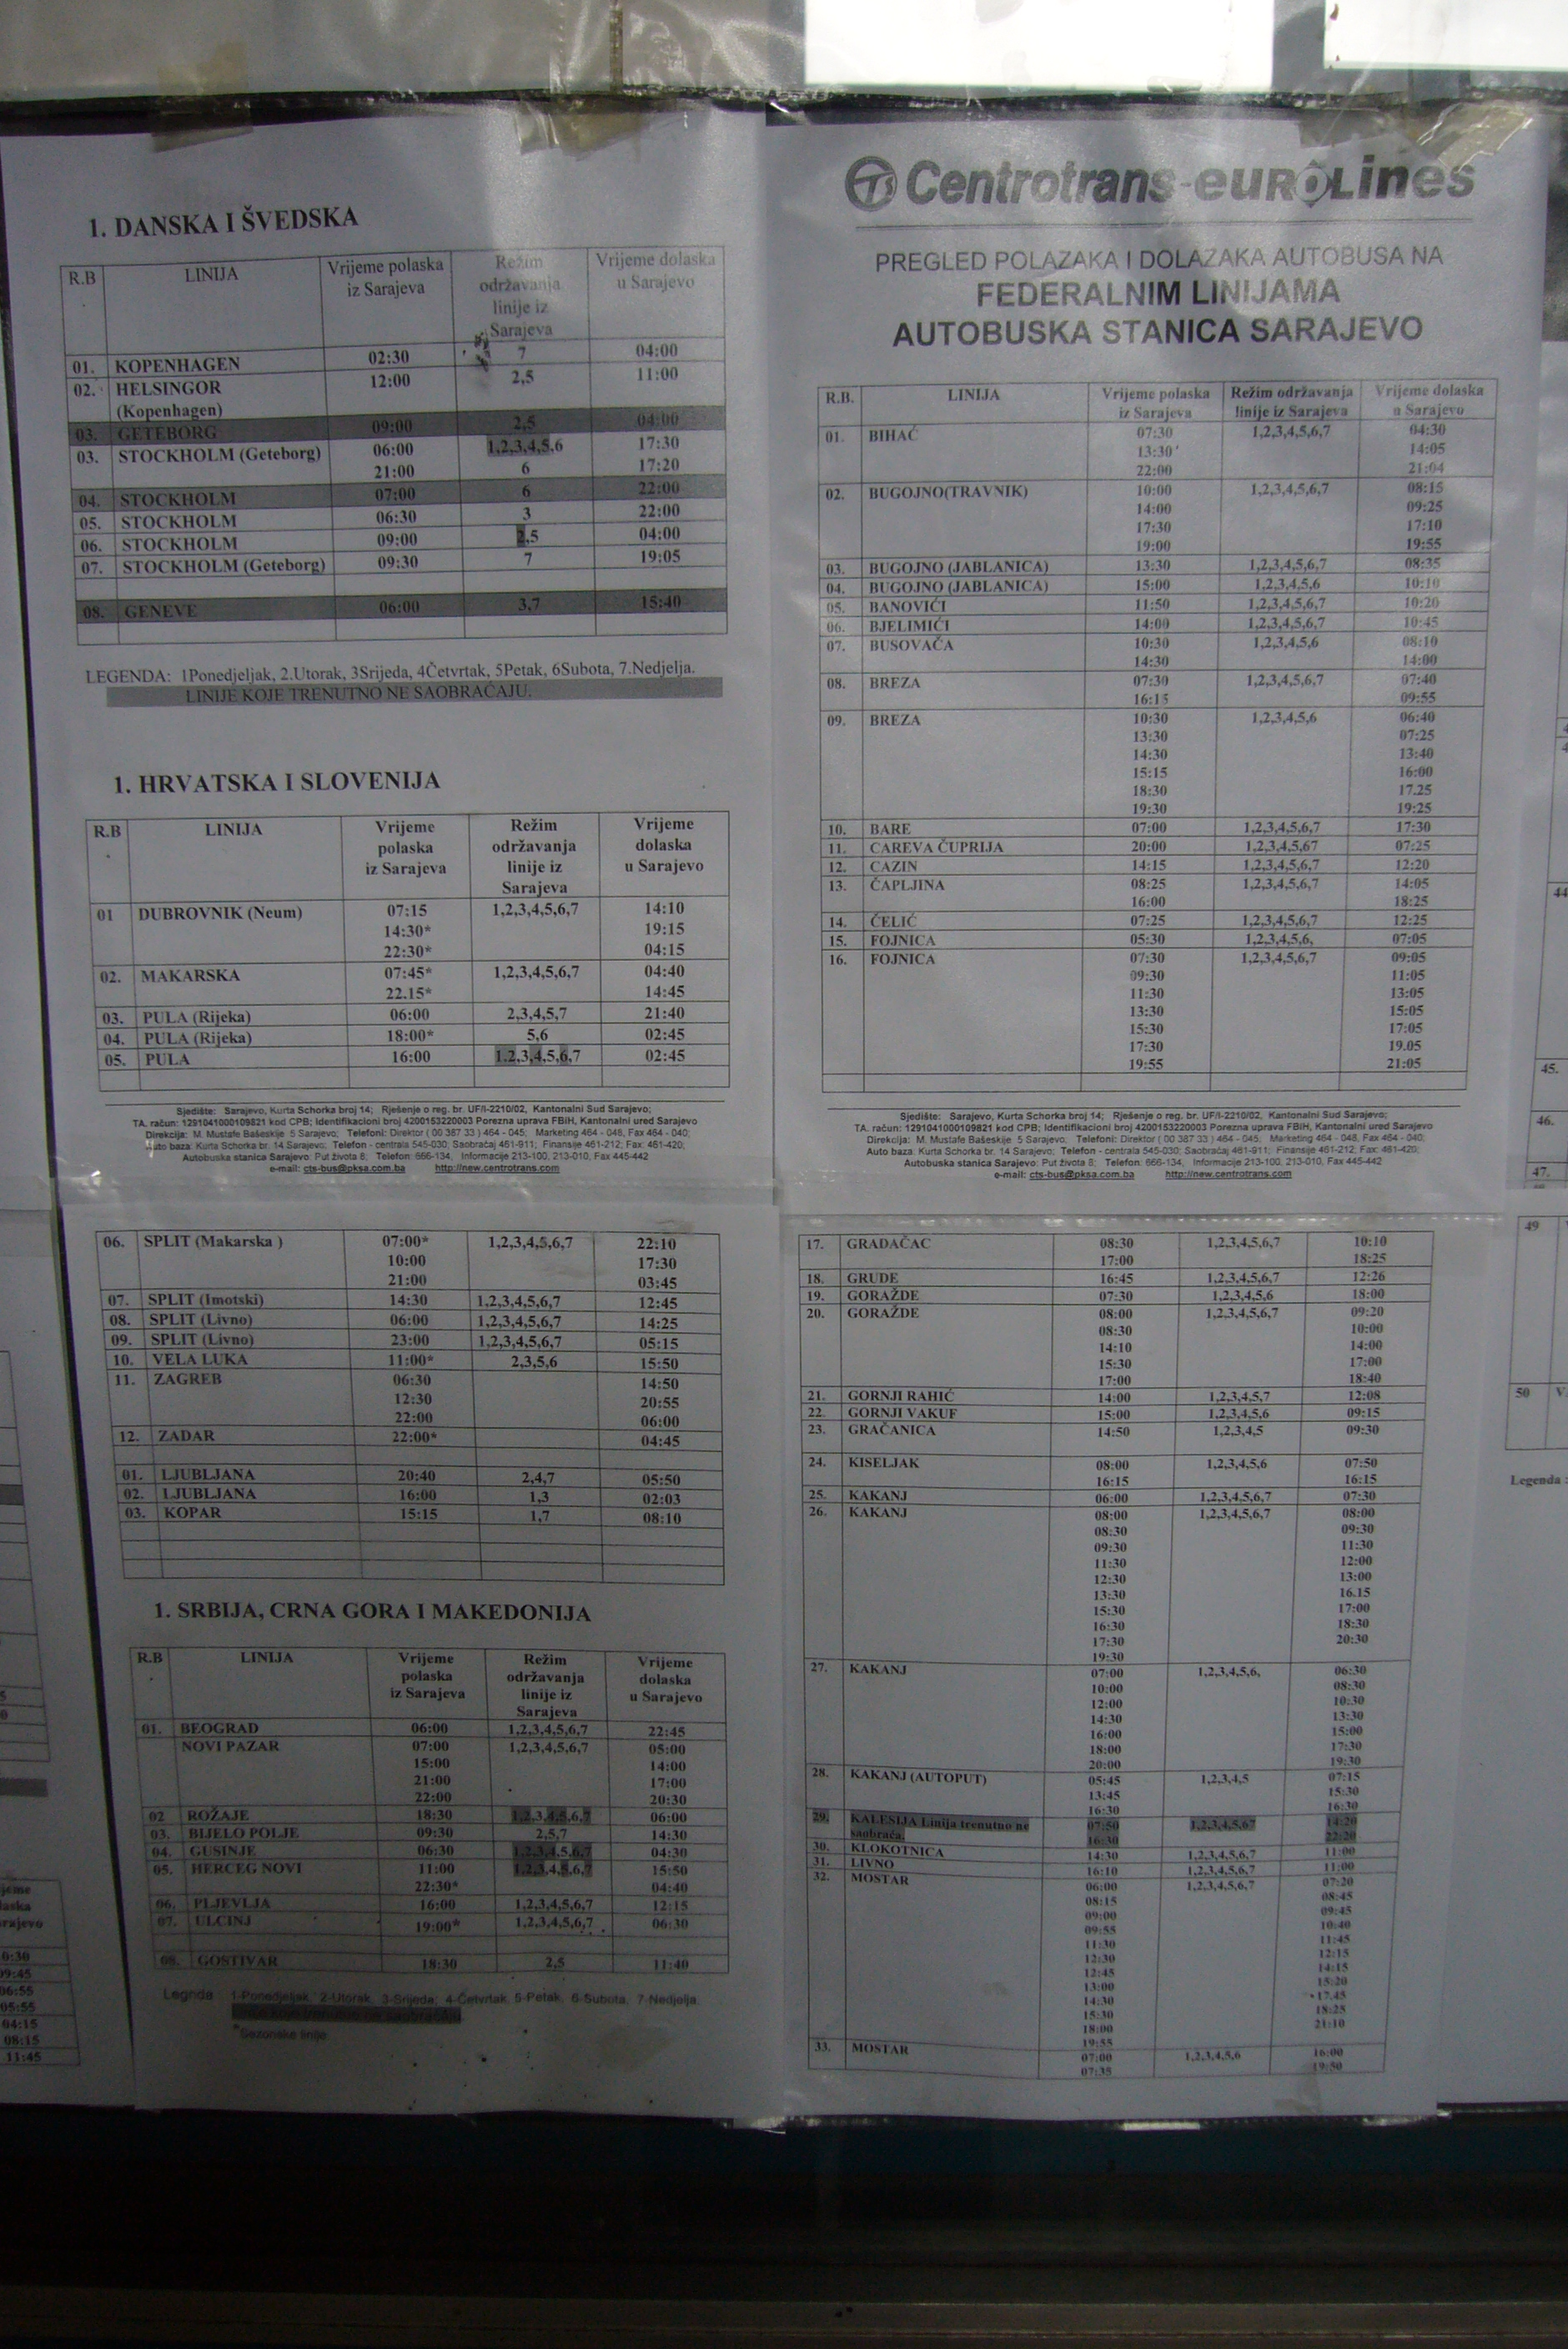 1. DANSKA I ŠVEDSKA
R.B LINIJA Vrijeme polaska iz Sarajeva Režim održavanja linije iz Sarajeva Vrijeme dolaska u Sarajevo
01. KOPENHAGEN 02:30 7 04:00
02. HELSINGOR 12:00 2,5 11:00
(Kopenhagen)
03. GETEBORG 09:00 2,5 04:00
03. STOCKHOLM (Geteborg) 06:00 1,2,3,4,5,6 17:30
21:00 6 17:20
04. STOCKHOLM 07:00 6 22:00
05. STOCKHOLM 06:30 3 22:00
06. STOCKHOLM 09:00 2,5 04:00
07. STOCKHOLM (Geteborg) 09:30 7 19:05
08. GENEVE 06:00 3,7 15:40
LEGENDA: 1Ponedjeljak, 2.Utorak, 3Srijeda, 4Četvrtak, 5Petak, 6Subota, 7.Nedjelja.
LINIJE KOJE TRENUTNO NE SAOBRAĆAJU.
1. HRVATSKA I SLOVENIJA
R.B LINIJA Vrijeme polaska iz Sarajeva Režim održavanja linije iz Sarajeva Vrijeme dolaska u Sarajevo
01 DUBROVNIK (Neum) 07:15 1,2,3,4,5,6,7 14:10
14:30* 19:15
22:30* 04:15
02. MAKARSKA 07:45* 1,2,3,4,5,6,7 04:40
22.15* 14:45
03. PULA (Rijeka) 06:00 2,3,4,5,7 21:40
04. PULA (Rijeka) 18:00* 5,6 02:45
05. PULA 16:00 1.2,3,4,5,6,7 02:45
Sjedište: Sarajevo, Kurta Schorka broj 14; Rješenje o reg. br. UF/I-2210/02, Kantonalni Sud Sarajevo;
TA. račun: 1291041000109821 kod CPB; Identifikacioni broj 4200153220003 Porezna uprava FBiH, Kantonalni ured Sarajevo
Direkcija: M. Mustafe Bašeskije 5 Sarajevo; Telefoni: Direktor ( 00 387 33 ) 464 - 045; Marketing 464 - 048, Fax 464 - 040;
Auto baza: Kurta Schorka br. 14 Sarajevo; Telefon - centrala 545-030; Saobraćaj 461-911; Finansije 461-212; Fax: 461-420;
Autobuska stanica Sarajevo: Put života 8; Telefon: 666-134, Informacije 213-100, 213-010, Fax 445-442
e-mail: cts-bus@pksa.com.ba http://new.centrotrans.com
06. SPLIT (Makarska ) 07:00* 1,2,3,4,5,6,7 22:10
10:00 17:30
21:00 03:45
07. SPLIT (Imotski) 14:30 1,2,3,4,5,6,7 12:45
08. SPLIT (Livno) 06:00 1,2,3,4,5,6,7 14:25
09. SPLIT (Livno) 23:00 1,2,3,4,5,6,7 05:15
10. VELA LUKA 11:00* 2,3,5,6 15:50
11. ZAGREB 06:30 14:50
12:30 20:55
22:00 06:00
12. ZADAR 22:00* 04:45
01. LJUBLJANA 20:40 2,4,7 05:50
02. LJUBLJANA 16:00 1,3 02:03
03. KOPAR 15:15 1,7 08:10
1. SRBIJA, CRNA GORA I MAKEDONIJA
R.B LINIJA Vrijeme polaska iz Sarajeva Režim održavanja linije iz Sarajeva Vrijeme dolaska u Sarajevo
01. BEOGRAD 06:00 1,2,3,4,5,6,7 22:45
NOVI PAZAR 07:00 1,2,3,4,5,6,7 05:00
15:00 14:00
21:00 17:00
22:00 20:30
02 ROŽAJE 18:30 1,2,3,4,5,6,7 06:00
03. BIJELO POLJE 09:30 2,5,7 14:30
04. GUSINJE 06:30 1,2,3,4,5,6,7 04:30
05. HERCEG NOVI 11:00 1,2,3,4,5,6,7 15:50
22:30* 04:40
06. PLJEVLJA 16:00 1,2,3,4,5,6,7 12:15
07. ULCINJ 19:00* 1,2,3,4,5,6,7 06:30
08. GOSTIVAR 18:30 2,5 11:40
Legnda 1-Ponedjeljak, 2-Utorak, 3-Srijeda, 4-Četvrtak, 5-Petak, 6-Subota, 7-Nedjelja
*Sezonske linije
Centrotrans-euroLines
PREGLED POLAZAKA I DOLAZAKA AUTOBUSA NA
FEDERALNIM LINIJAMA
AUTOBUSKA STANICA SARAJEVO
R.B. LINIJA Vrijeme polaska iz Sarajeva Režim održavanja linije iz Sarajeva Vrijeme dolaska u Sarajevo
01. BIHAĆ 07:30 1,2,3,4,5,6,7 04:30
13:30 14:05
22:00 21:04
02. BUGOJNO(TRAVNIK) 10:00 1,2,3,4,5,6,7 08:15
14:00 09:25
17:30 17:10
19:00 19:55
03. BUGOJNO (JABLANICA) 13:30 1,2,3,4,5,6,7 08:35
04. BUGOJNO (JABLANICA) 15:00 1,2,3,4,5,6 10:10
05. BANOVIĆI 11:50 1,2,3,4,5,6,7 10:20
06. BJELIMIĆI 14:00 1,2,3,4,5,6,7 10:45
07. BUSOVAČA 10:30 1,2,3,4,5,6 08:10
14:30 14:00
08. BREZA 07:30 1,2,3,4,5,6,7 07:40
16:15 09:55
09. BREZA 10:30 1,2,3,4,5,6 06:40
13:30 07:25
14:30 13:40
15:15 16:00
18:30 17.25
19:30 19:25
10. BARE 07:00 1,2,3,4,5,6,7 17:30
11. CAREVA ĆUPRIJA 20:00 1,2,3,4,5,67 07:25
12. CAZIN 14:15 1,2,3,4,5,6,7 12:20
13. ČAPLJINA 08:25 1,2,3,4,5,6,7 14:05
16:00 18:25
14. ČELIĆ 07:25 1,2,3,4,5,6,7 12:25
15. FOJNICA 05:30 1,2,3,4,5,6, 07:05
16. FOJNICA 07:30 1,2,3,4,5,6,7 09:05
09:30 11:05
11:30 13:05
13:30 15:05
15:30 17:05
17:30 19.05
19:55 21:05
Sjedište: Sarajevo, Kurta Schorka broj 14; Rješenje o reg. br. UF/I-2210/02, Kantonalni Sud Sarajevo;
TA. račun: 1291041000109821 kod CPB; Identifikacioni broj 4200153220003 Porezna uprava FBiH, Kantonalni ured Sarajevo
Direkcija: M. Mustafe Bašeskije 5 Sarajevo; Telefoni: Direktor ( 00 387 33 ) 464 - 045; Marketing 464 - 048, Fax 464 - 040;
Auto baza: Kurta Schorka br. 14 Sarajevo; Telefon - centrala 545-030; Saobraćaj 461-911; Finansije 461-212; Fax: 461-420;
Autobuska stanica Sarajevo: Put života 8; Telefon: 666-134, Informacije 213-100, 213-010, Fax 445-442
e-mail: cts-bus@pksa.com.ba http://new.centrotrans.com
17. GRADAČAC 08:30 1,2,3,4,5,6,7 10:10
17:00 18:25
18. GRUDE 16:45 1,2,3,4,5,6,7 12:26
19. GORAŽDE 07:30 1,2,3,4,5,6 18:00
20. GORAŽDE 08:00 1,2,3,4,5,6,7 09:20
08:30 10:00
14:10 14:00
15:30 17:00
17:00 18:40
21. GORNJI RAHIĆ 14:00 1,2,3,4,5,7 12:08
22. GORNJI VAKUF 15:00 1,2,3,4,5,6 09:15
23. GRAČANICA 14:50 1,2,3,4,5 09:30
24. KISELJAK 08:00 1,2,3,4,5,6 07:50
16:15 16:15
25. KAKANJ 06:00 1,2,3,4,5,6,7 07:30
26. KAKANJ 08:00 1,2,3,4,5,6,7 08:00
08:30 09:30
09:30 11:30
11:30 12:00
12:30 13:00
13:30 16.15
15:30 17:00
16:30 18:30
17:30 20:30
19:30
27. KAKANJ 07:00 1,2,3,4,5,6, 06:30
10:00 08:30
12:00 10:30
14:30 13:30
16:00 15:00
18:00 17:30
20:00 19:30
28. KAKANJ (AUTOPUT) 05:45 1,2,3,4,5 07:15
13:45 15:30
16:30 16:30
29. KALESIJA Linija trenutno ne 07:50 1,2,3,4,5,67 14:20
saobraća. 16:30 22:20
30. KLOKOTNICA 14:30 1,2,3,4,5,6,7 11:00
31. LIVNO 16:10 1,2,3,4,5,6,7 11:00
32. MOSTAR 06:00 1,2,3,4,5,6,7 07:20
08:15 08:45
09:00 09:45
09:55 10:40
11:30 11:45
12:30 12:15
12:45 14:15
13:00 15:20
14:30 17.45
15:30 18:25
18:00 21:10
19:55
33. MOSTAR 07:00 1,2,3,4,5,6 16:00
07:35 19:50
44
45.
46.
47.
49
50 V
Legenda :
09:45
06:55
05:55
04:15
08:15
11:45